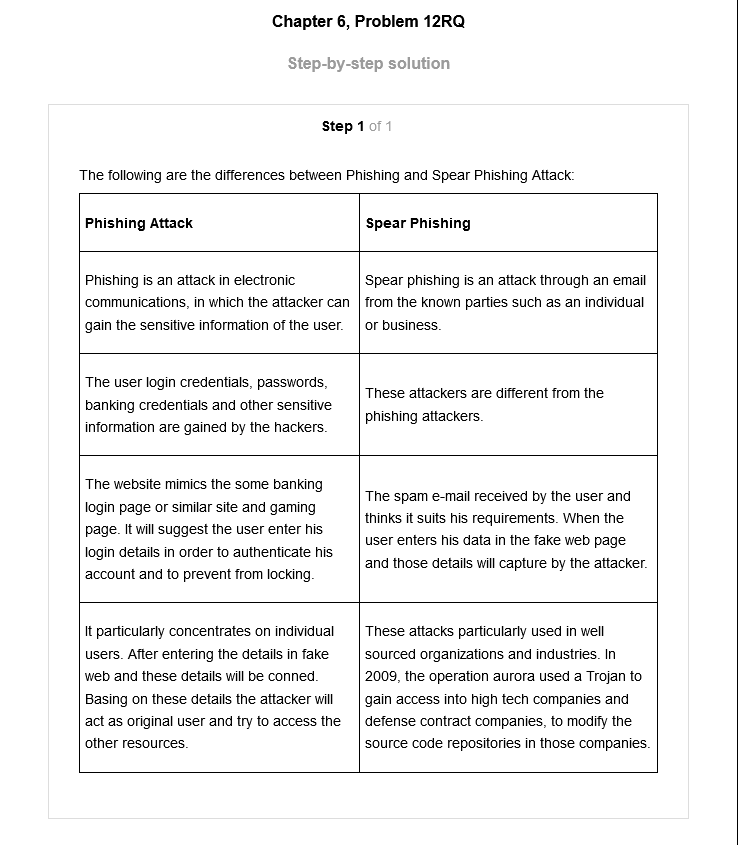 Chapter 6, Problem 12RQ
Step-by-step solution
Step 1 of 1
The following are the differences between Phishing and Spear Phishing Attack:
Phishing Attack
Spear Phishing
Phishing is an attack in electronic
communications, in which the attacker can
gain the sensitive information of the user.
Spear phishing is an attack through an email
from the known parties such as an individual
or business.
The user login credentials, passwords,
banking credentials and other sensitive
information are gained by the hackers.
These attackers are different from the
phishing attackers.
The website mimics the some banking
login page or similar site and gaming
page. It will suggest the user enter his
login details in order to authenticate his
account and to prevent from locking.
The spam e-mail received by the user and
thinks it suits his requirements. When the
user enters his data in the fake web page
and those details will capture by the attacker.
It particularly concentrates on individual
users. After entering the details in fake
web and these details will be conned.
Basing on these details the attacker will
act as original user and try to access the
other resources.
These attacks particularly used in well
sourced organizations and industries. In
2009, the operation aurora used a Trojan to
gain access into high tech companies and
defense contract companies, to modify the
source code repositories in those companies.